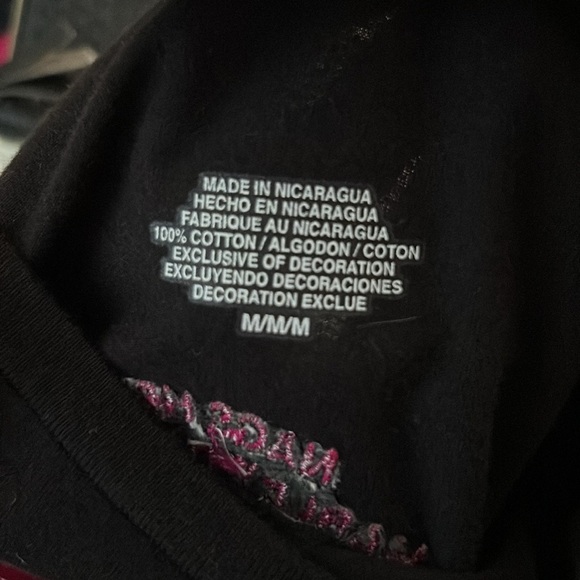 MADE IN NICARAGUA
HECHO EN NICARAGUA
FABRIQUE AU NICARAGUA
100% COTTON / ALGODON / COTON
EXCLUSIVE OF DECORATION
EXCLUYENDO DECORACIONES
DECORATION EXCLUE
M/M/M